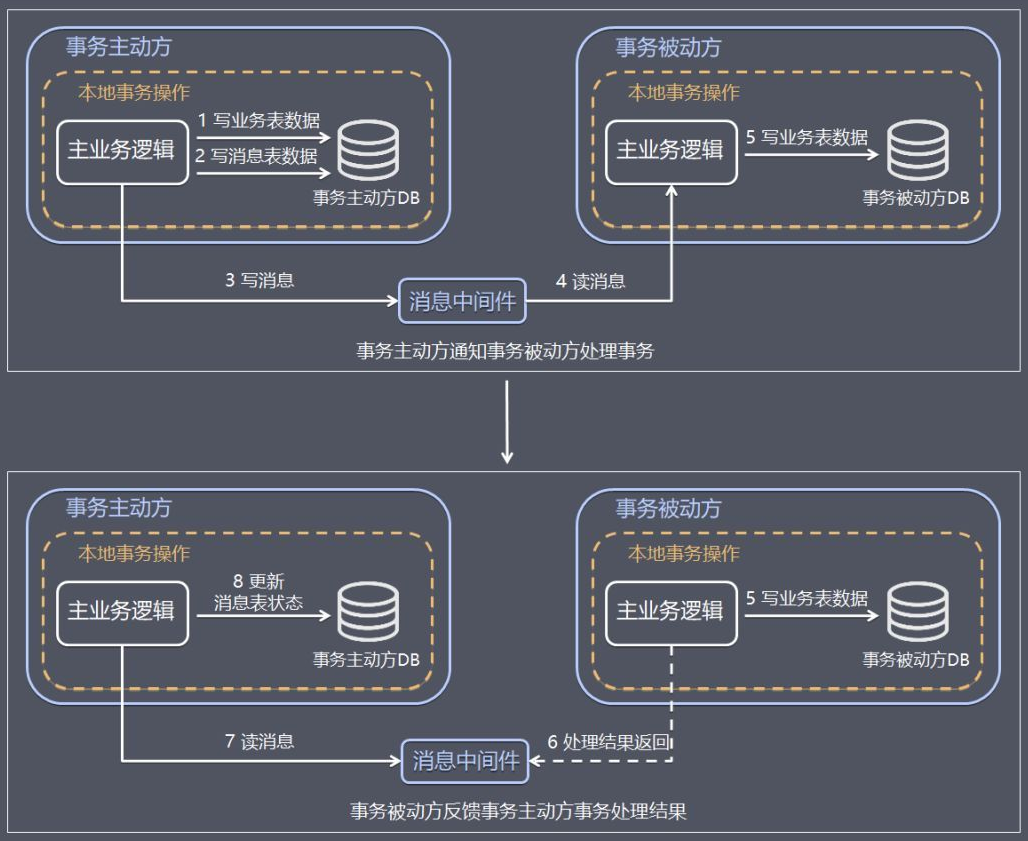 事务主动方
事务被动方
本地事务操作
本地事务操作
主业务逻辑
1 写业务表数据
2 写消息表数据
事务主动方DB
主业务逻辑
5 写业务表数据
事务被动方DB
3 写消息
消息中间件
4 读消息
事务主动方通知事务被动方处理事务
事务主动方
事务被动方
本地事务操作
本地事务操作
主业务逻辑
8 更新
消息表状态
事务主动方DB
主业务逻辑
5 写业务表数据
事务被动方DB
7 读消息
消息中间件
6 处理结果返回
事务被动方反馈事务主动方事务处理结果